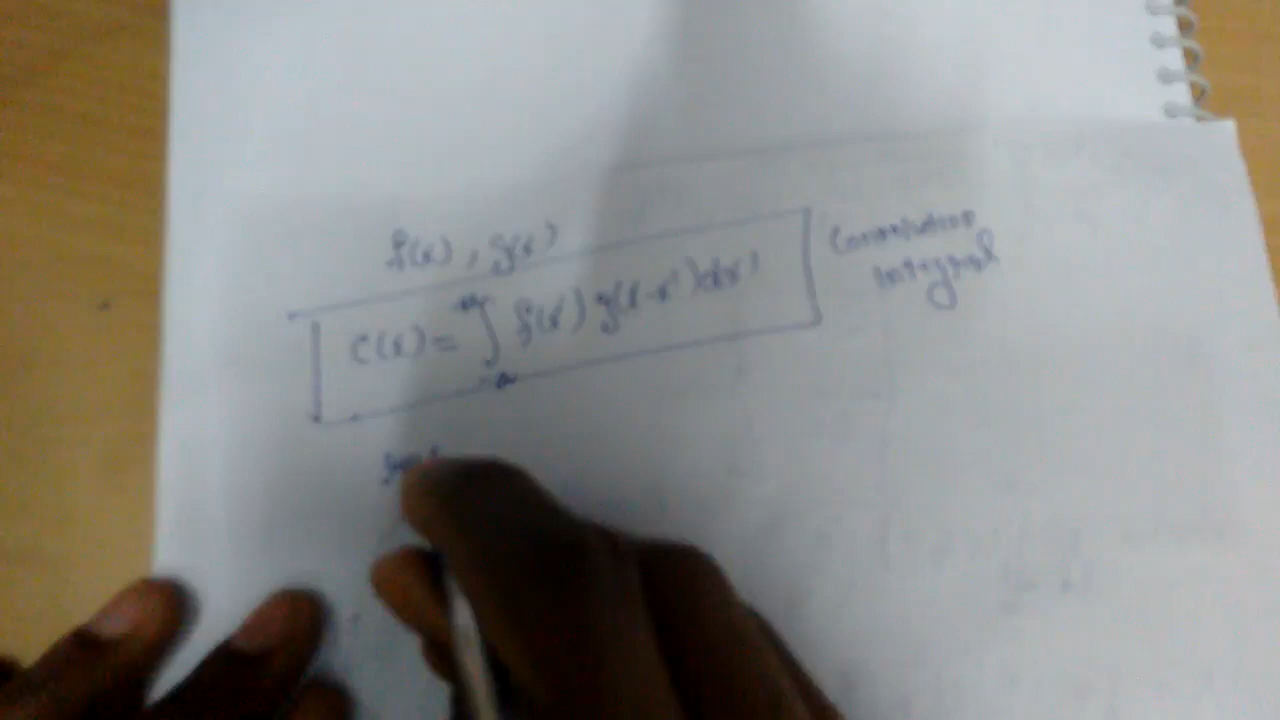 f(x) , g(x)
C(x) = ∫_{-∞}^{∞} f(x') g(x-x') dx'
Convolution
integral